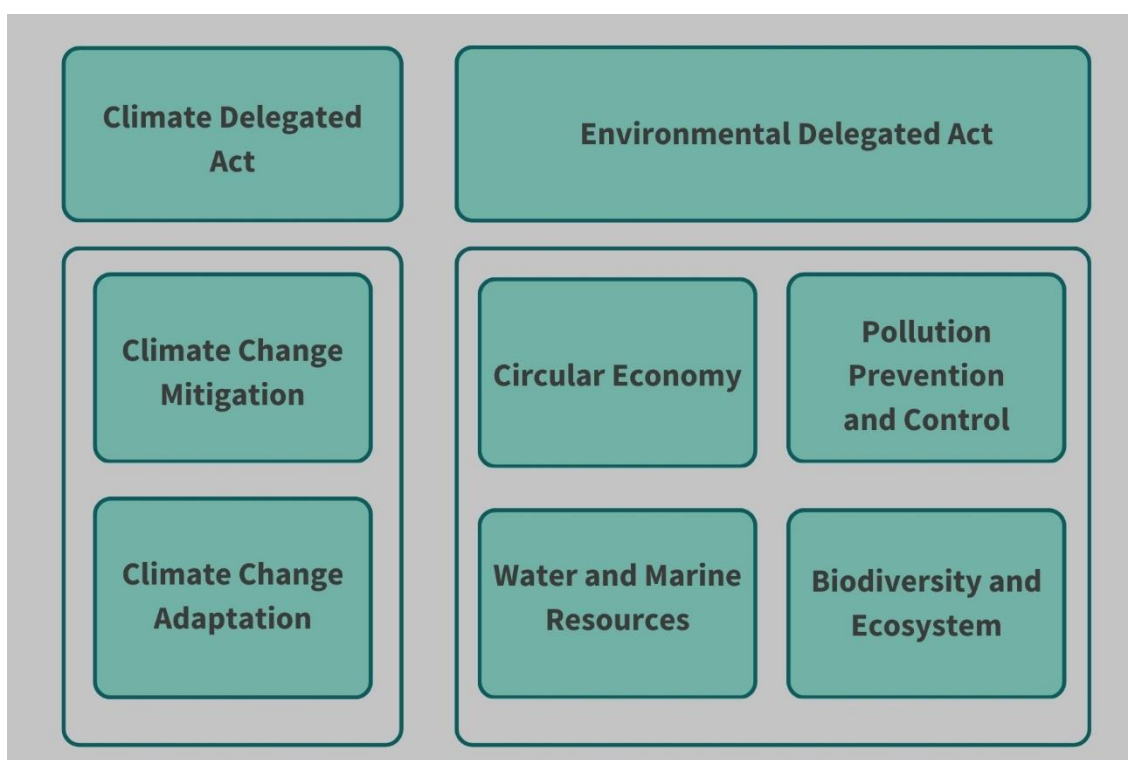 Climate Delegated
Act
Environmental Delegated Act
Climate Change
Mitigation
Climate Change
Adaptation
Circular Economy
Pollution
Prevention
and Control
Water and Marine
Resources
Biodiversity and
Ecosystem